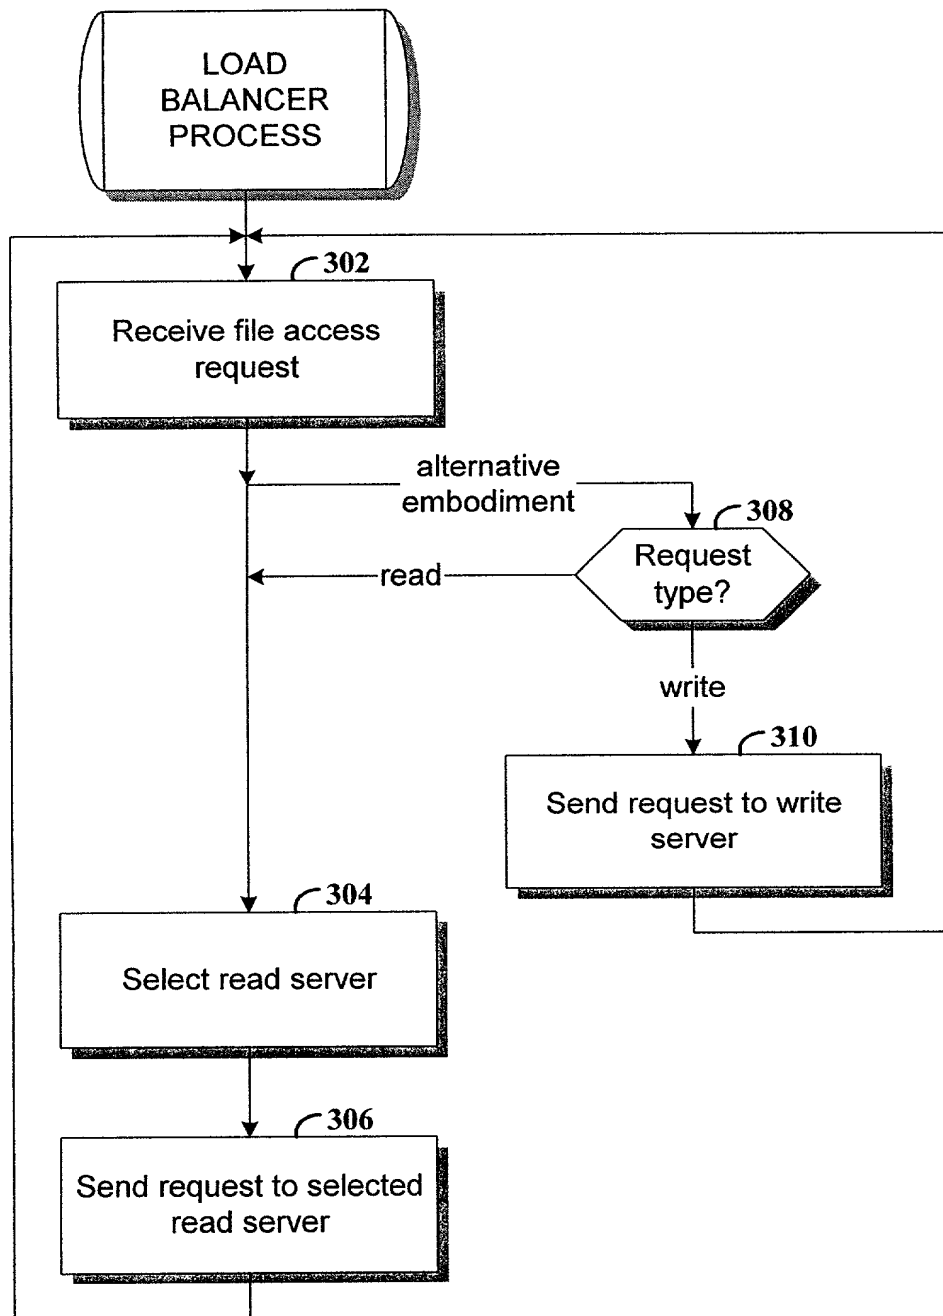 LOAD
BALANCER
PROCESS
302
Receive file access
request
alternative
embodiment
308
Request
type?
read
write
310
Send request to write
server
304
Select read server
306
Send request to selected
read server